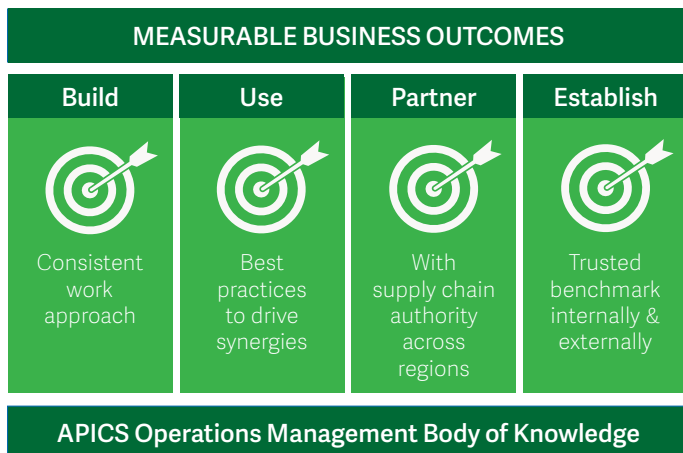 MEASURABLE BUSINESS OUTCOMES
Build
Consistent
work
approach
Use
Best
practices
to drive
synergies
Partner
With
supply chain
authority
across
regions
Establish
Trusted
benchmark
internally &
externally
APICS Operations Management Body of Knowledge